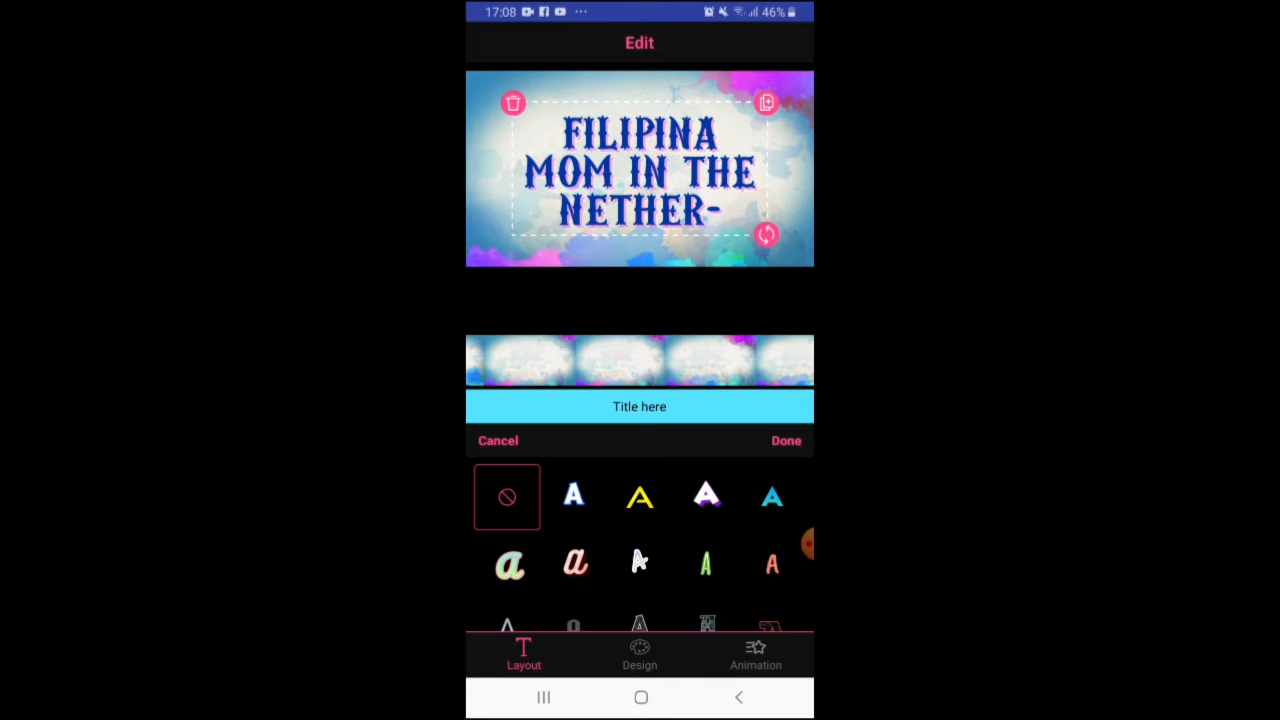 17:08
46%
Edit
FILIPINA
MOM IN THE
NETHER-
Title here
Cancel
Done
A A A A
a a A A A
Layout
Design
Animation